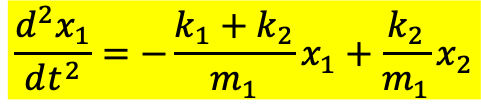 d²x₁/dt² = −(k₁ + k₂)/m₁ x₁ + k₂/m₁ x₂